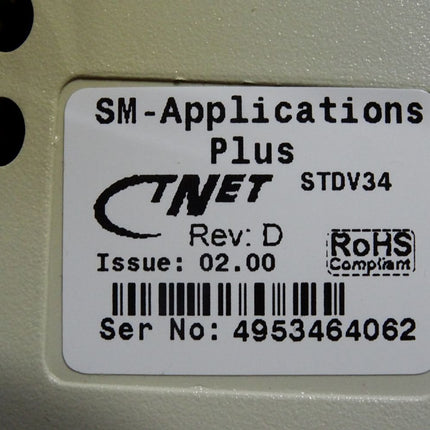 SM-Applications
Plus
CTNET STDV34
Rev: D
Issue: 02.00
RoHS
Compliant
Ser No: 4953464062